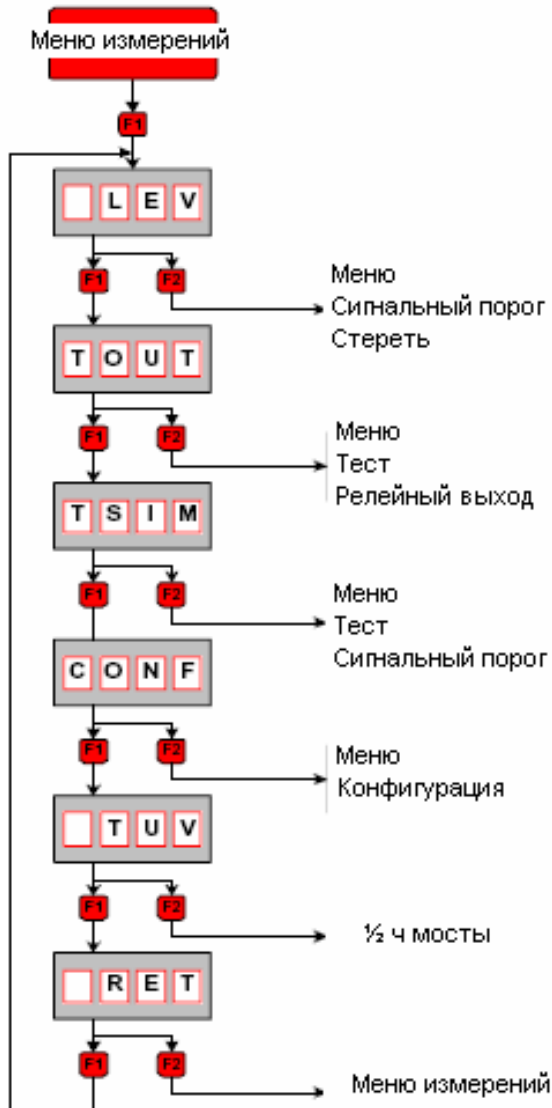 Меню измерений
F1
LEV
F1 F2
Меню
Сигнальный порог
Стереть
TOUT
F1 F2
Меню
Тест
Релейный выход
TSIM
F1 F2
Меню
Тест
Сигнальный порог
CONF
F1 F2
Меню
Конфигурация
TUV
F1 F2
½ ч мосты
RET
F1 F2
Меню измерений